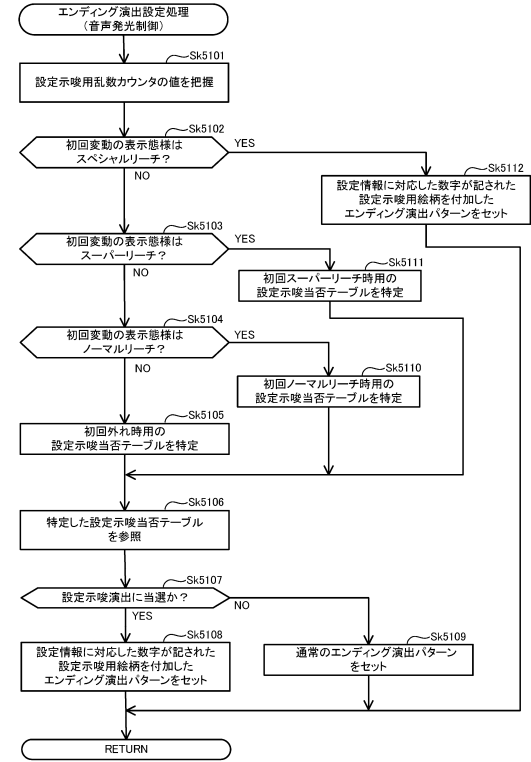 エンディング演出設定処理
(音声発光制御)
Sk5101
設定示唆用乱数カウンタの値を把握
Sk5102
初回変動の表示態様は
スペシャルリーチ?
YES
NO
Sk5112
設定情報に対応した数字が記された
設定示唆用絵柄を付加した
エンディング演出パターンをセット
Sk5103
初回変動の表示態様は
スーパーリーチ?
YES
NO
Sk5111
初回スーパーリーチ時用の
設定示唆当否テーブルを特定
Sk5104
初回変動の表示態様は
ノーマルリーチ?
YES
NO
Sk5110
初回ノーマルリーチ時用の
設定示唆当否テーブルを特定
Sk5105
初回外れ時用の
設定示唆当否テーブルを特定
Sk5106
特定した設定示唆当否テーブル
を参照
Sk5107
設定示唆演出に当選か?
NO
YES
Sk5108
設定情報に対応した数字が記された
設定示唆用絵柄を付加した
エンディング演出パターンをセット
Sk5109
通常のエンディング演出パターン
をセット
RETURN